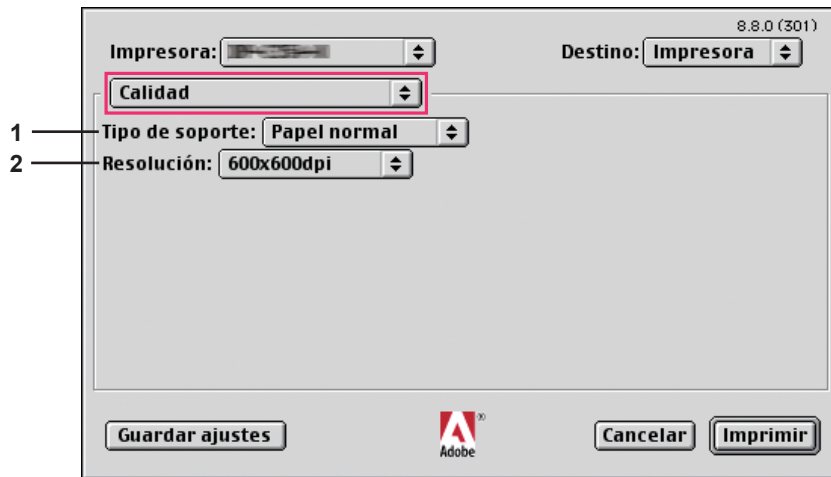 8.8.0 (301)
Impresora:
Destino: Impresora
Calidad
1 Tipo de soporte: Papel normal
2 Resolución: 600x600dpi
Guardar ajustes
Adobe ®
Cancelar
Imprimir